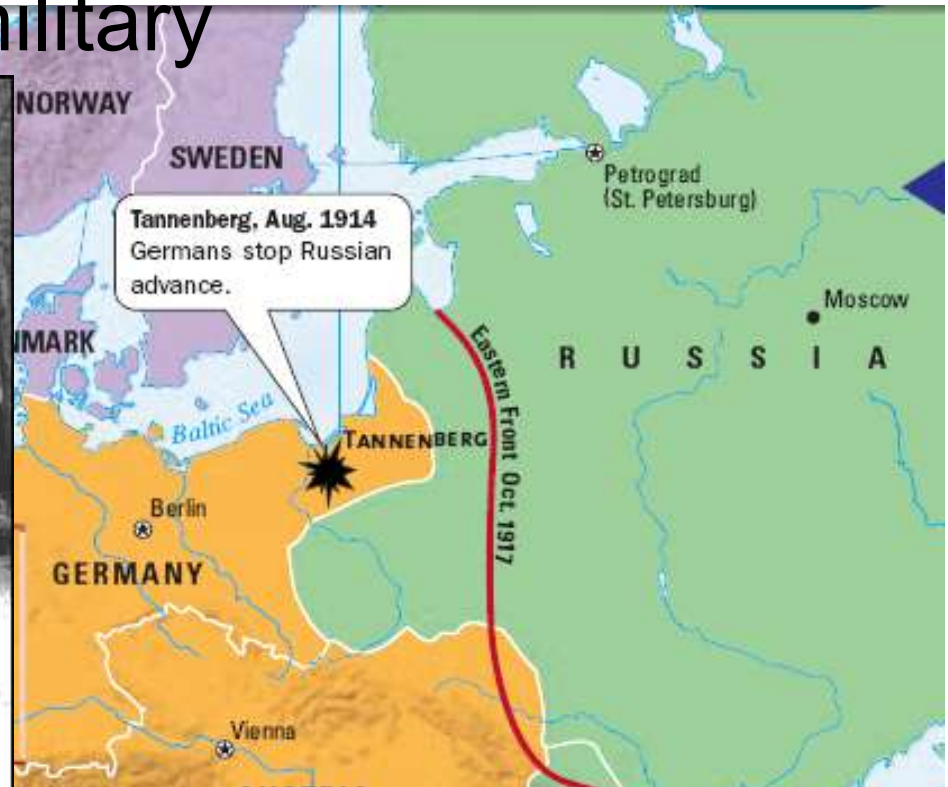 military
NORWAY
SWEDEN
Petrograd
(St. Petersburg)
Tannenberg, Aug. 1914
Germans stop Russian
advance.
Moscow
NMARK
RUSSIA
Eastern Front Oct. 1917
Baltic Sea
TANNENBERG
Berlin
GERMANY
Vienna